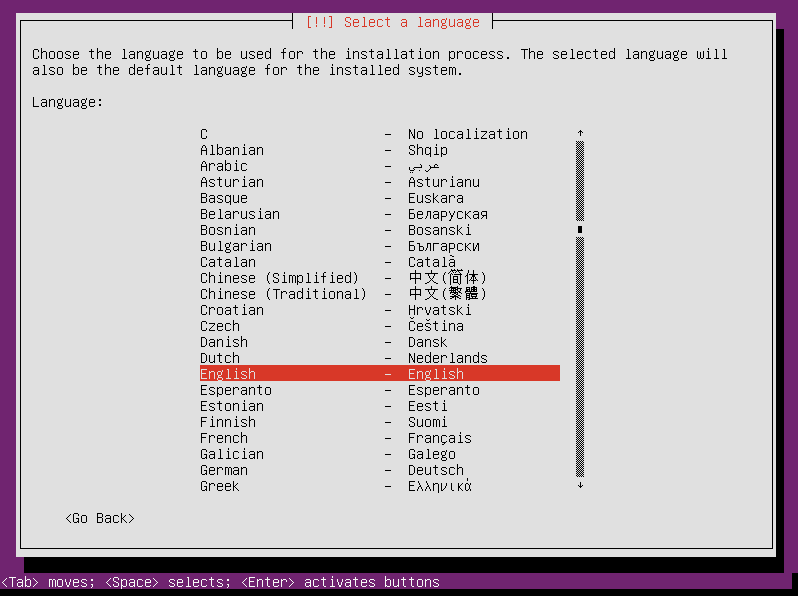 [!!] Select a language
Choose the language to be used for the installation process. The selected language will
also be the default language for the installed system.
Language:
C - No localization
Albanian - Shqip
Arabic - عربي
Asturian - Asturianu
Basque - Euskara
Belarusian - Беларуская
Bosnian - Bosanski
Bulgarian - Български
Catalan - Català
Chinese (Simplified) - 中文(简体)
Chinese (Traditional) - 中文(繁體)
Croatian - Hrvatski
Czech - Čeština
Danish - Dansk
Dutch - Nederlands
English - English
Esperanto - Esperanto
Estonian - Eesti
Finnish - Suomi
French - Français
Galician - Galego
German - Deutsch
Greek - Ελληνικά
<Go Back>
<Tab> moves; <Space> selects; <Enter> activates buttons